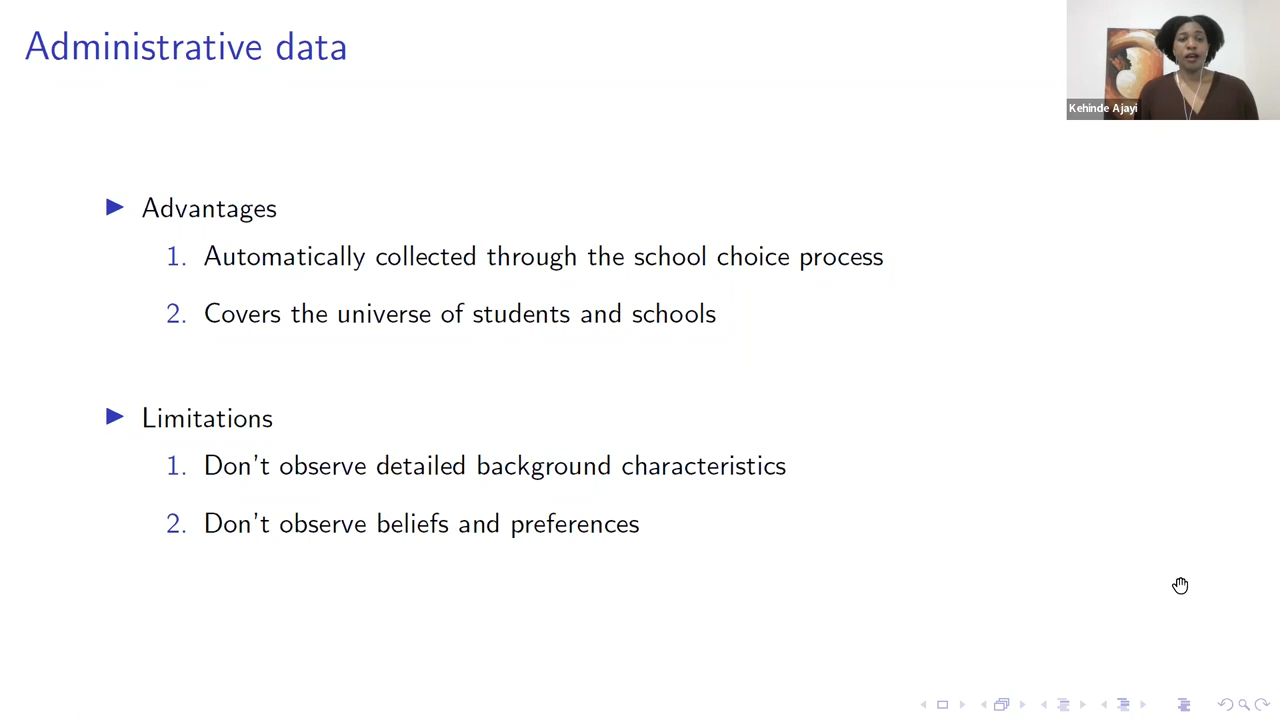 Administrative data
Kehinde Ajayi
Advantages
1. Automatically collected through the school choice process
2. Covers the universe of students and schools
Limitations
1. Don't observe detailed background characteristics
2. Don't observe beliefs and preferences